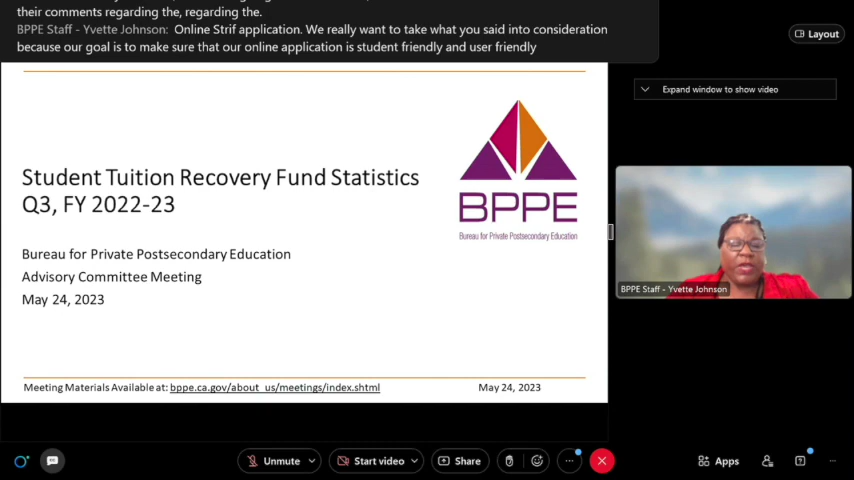 their comments regarding the, regarding the.
BPPE Staff - Yvette Johnson: Online Strif application. We really want to take what you said into consideration
because our goal is to make sure that our online application is student friendly and user friendly
Layout
Expand window to show video
Student Tuition Recovery Fund Statistics
Q3, FY 2022-23
BPPE
Bureau for Private Postsecondary Education
Bureau for Private Postsecondary Education
Advisory Committee Meeting
May 24, 2023
BPPE Staff - Yvette Johnson
Meeting Materials Available at: bppe.ca.gov/about_us/meetings/index.shtml
May 24, 2023
Unmute
Start video
Share
Apps